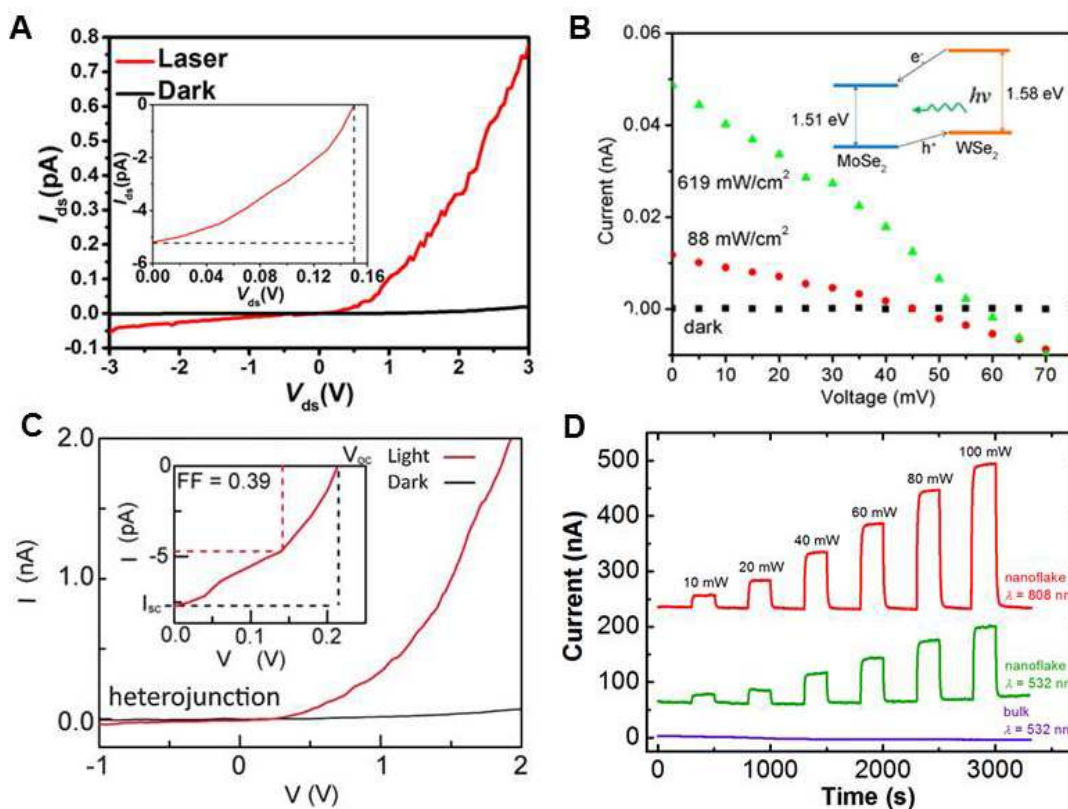 A
0.8
0.7
0.6
0.5
0.4
0.3
0.2
0.1
0.0
-0.1
I_ds(pA)
Laser
Dark
0
-2
-4
-6
I_ds(pA)
0.00
0.04
0.08
0.12
0.16
V_ds(V)
-3
-2
-1
0
1
2
3
V_ds(V)
B
0.06
0.04
0.02
0.00
Current (nA)
e-
hν
1.58 eV
1.51 eV
h+
MoSe2
WSe2
619 mW/cm2
88 mW/cm2
dark
0
10
20
30
40
50
60
70
Voltage (mV)
C
2.0
1.0
0.0
I (nA)
Voc
Light
Dark
FF = 0.39
0
-5
Isc
I (pA)
0.0
0.1
0.2
V (V)
heterojunction
-1
0
1
2
V (V)
D
500
400
300
200
100
0
Current (nA)
10 mW
20 mW
40 mW
60 mW
80 mW
100 mW
nanoflake
λ = 808 nm
nanoflake
λ = 532 nm
bulk
λ = 532 nm
0
1000
2000
3000
Time (s)